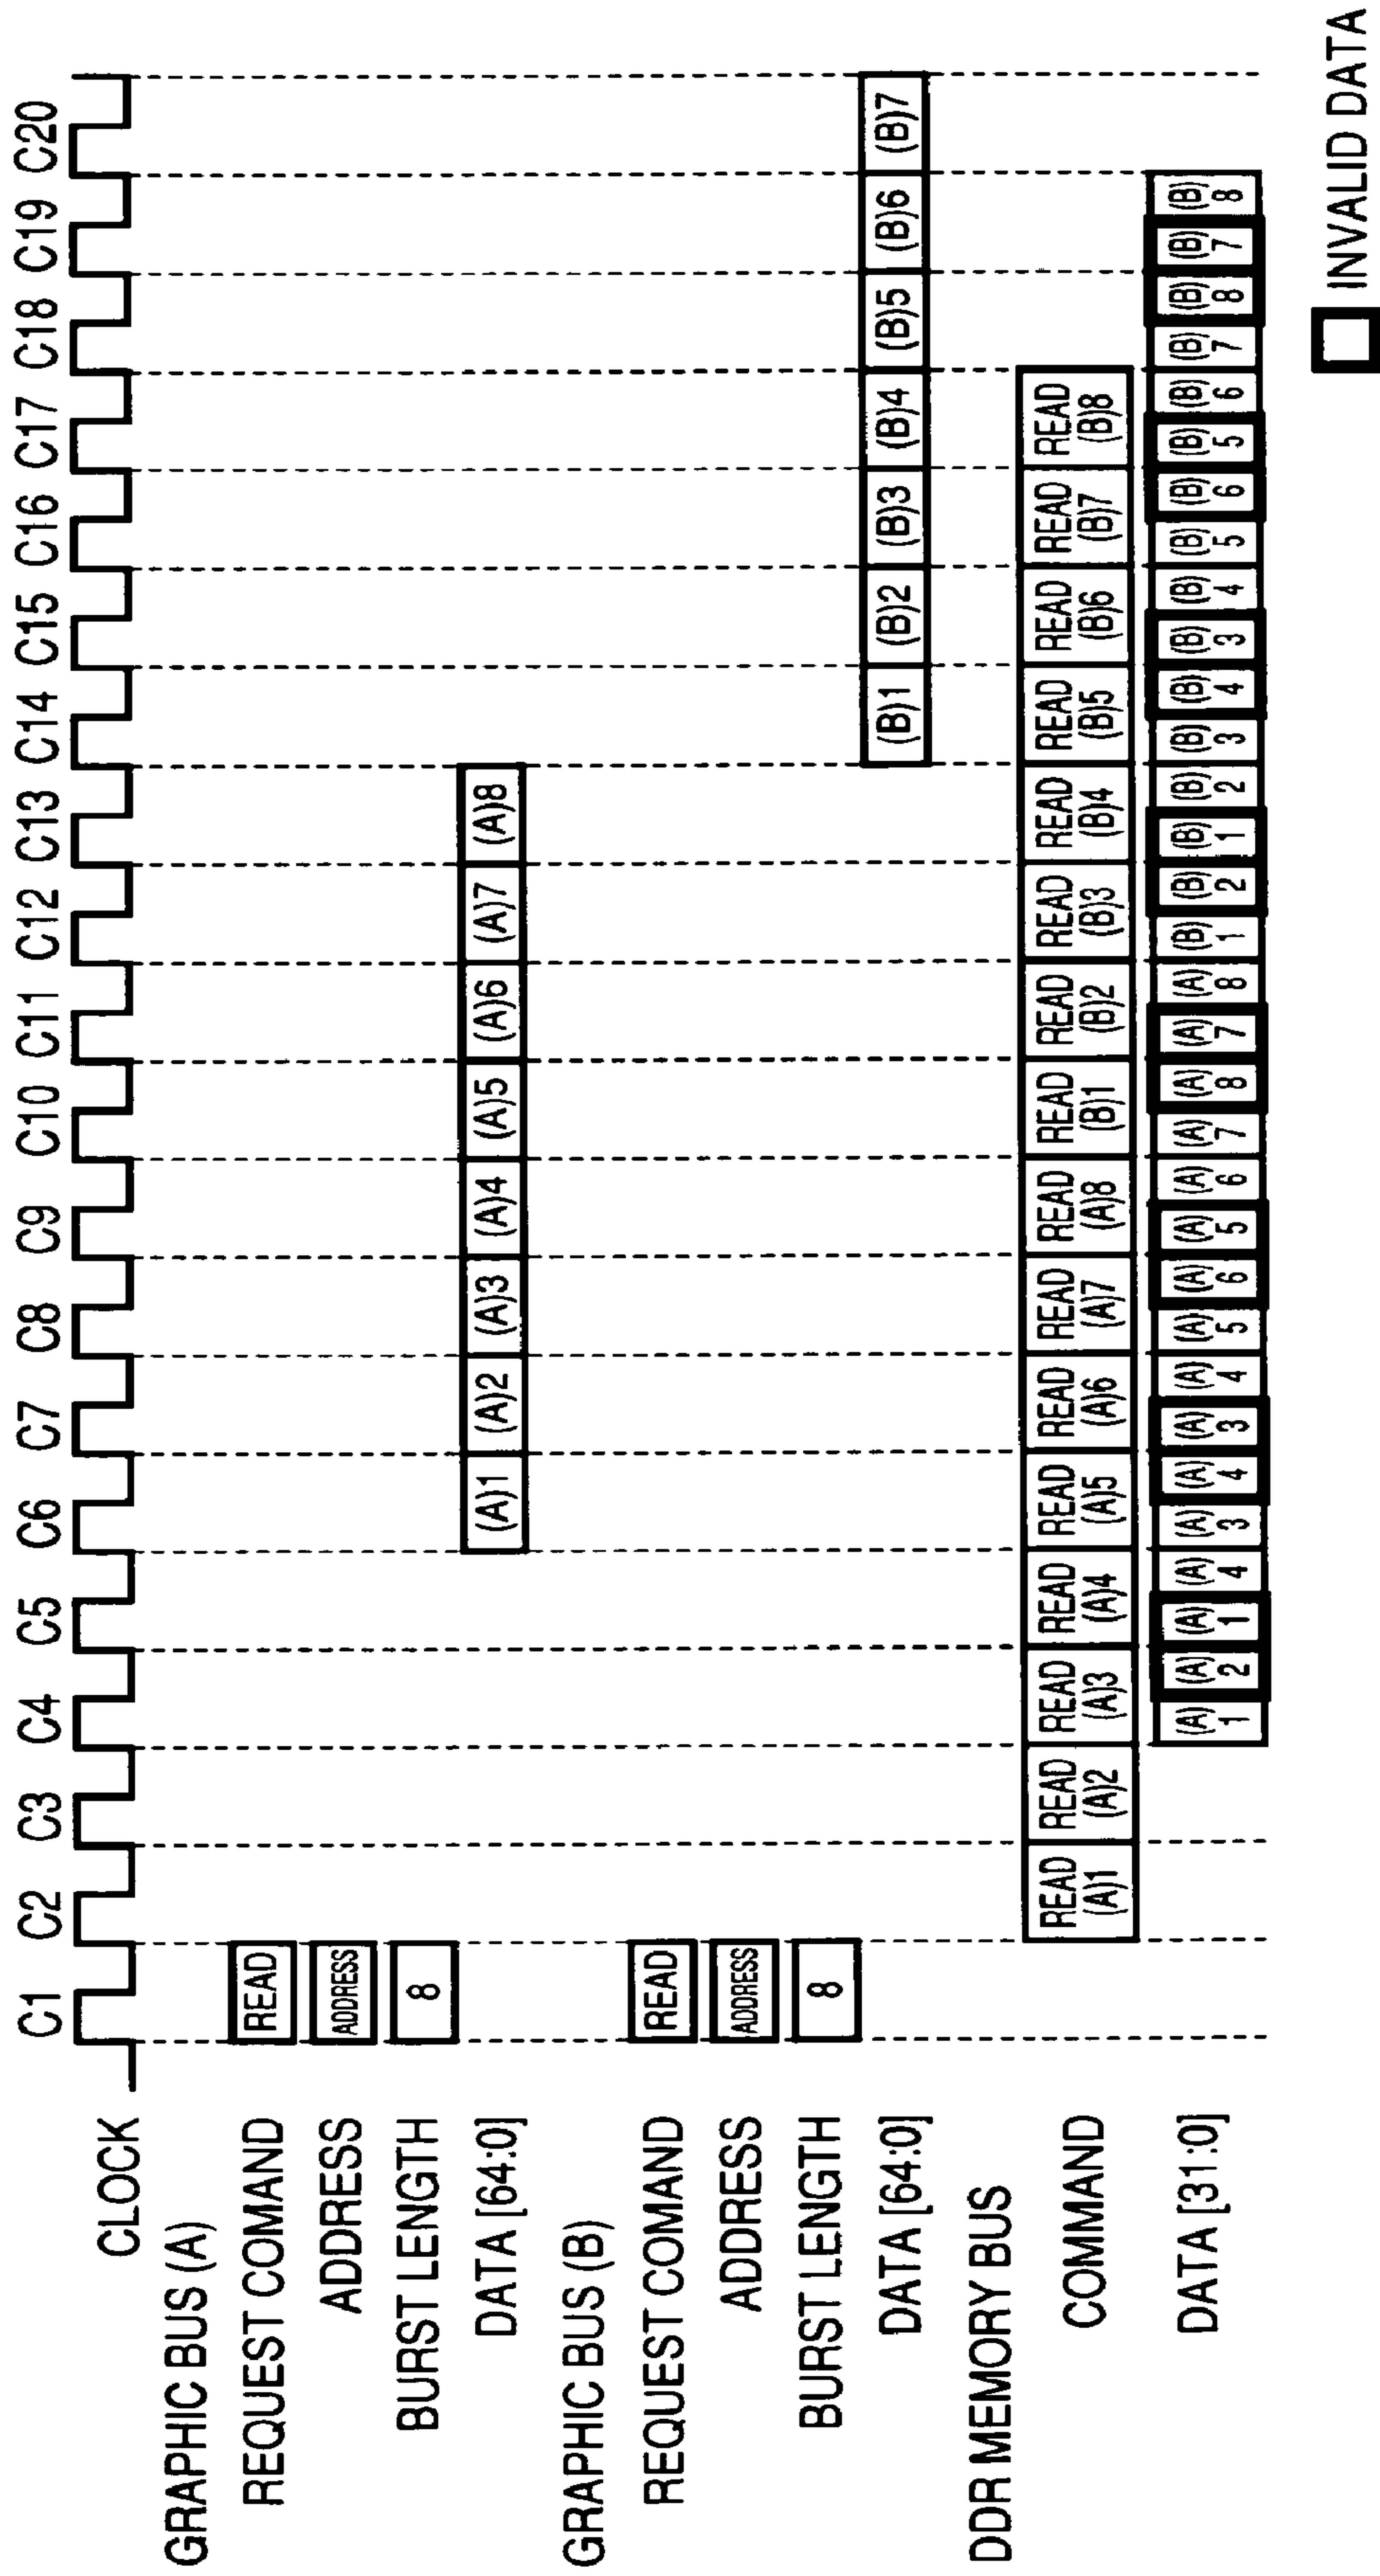 C1 C2 C3 C4 C5 C6 C7 C8 C9 C10 C11 C12 C13 C14 C15 C16 C17 C18 C19 C20
CLOCK
GRAPHIC BUS (A)
REQUEST COMAND READ
ADDRESS ADDRESS
BURST LENGTH 8
DATA [64:0] (A)1 (A)2 (A)3 (A)4 (A)5 (A)6 (A)7 (A)8
GRAPHIC BUS (B)
REQUEST COMAND READ
ADDRESS ADDRESS
BURST LENGTH 8
DATA [64:0] (B)1 (B)2 (B)3 (B)4 (B)5 (B)6 (B)7
DDR MEMORY BUS
READ READ READ READ READ READ READ READ READ READ READ READ READ READ READ READ
COMMAND (A)1 (A)2 (A)3 (A)4 (A)5 (A)6 (A)7 (A)8 (B)1 (B)2 (B)3 (B)4 (B)5 (B)6 (B)7 (B)8
(A) (A) (A) (A) (A) (A) (A) (A) (A) (A) (A) (A) (A) (A) (A) (A) (B) (B) (B) (B) (B) (B) (B) (B) (B) (B) (B) (B) (B) (B) (B) (B)
DATA [31:0] 1 2 1 4 3 4 3 4 5 6 5 6 7 8 7 8 1 2 1 2 3 4 3 4 5 6 5 6 7 8 7 8
INVALID DATA